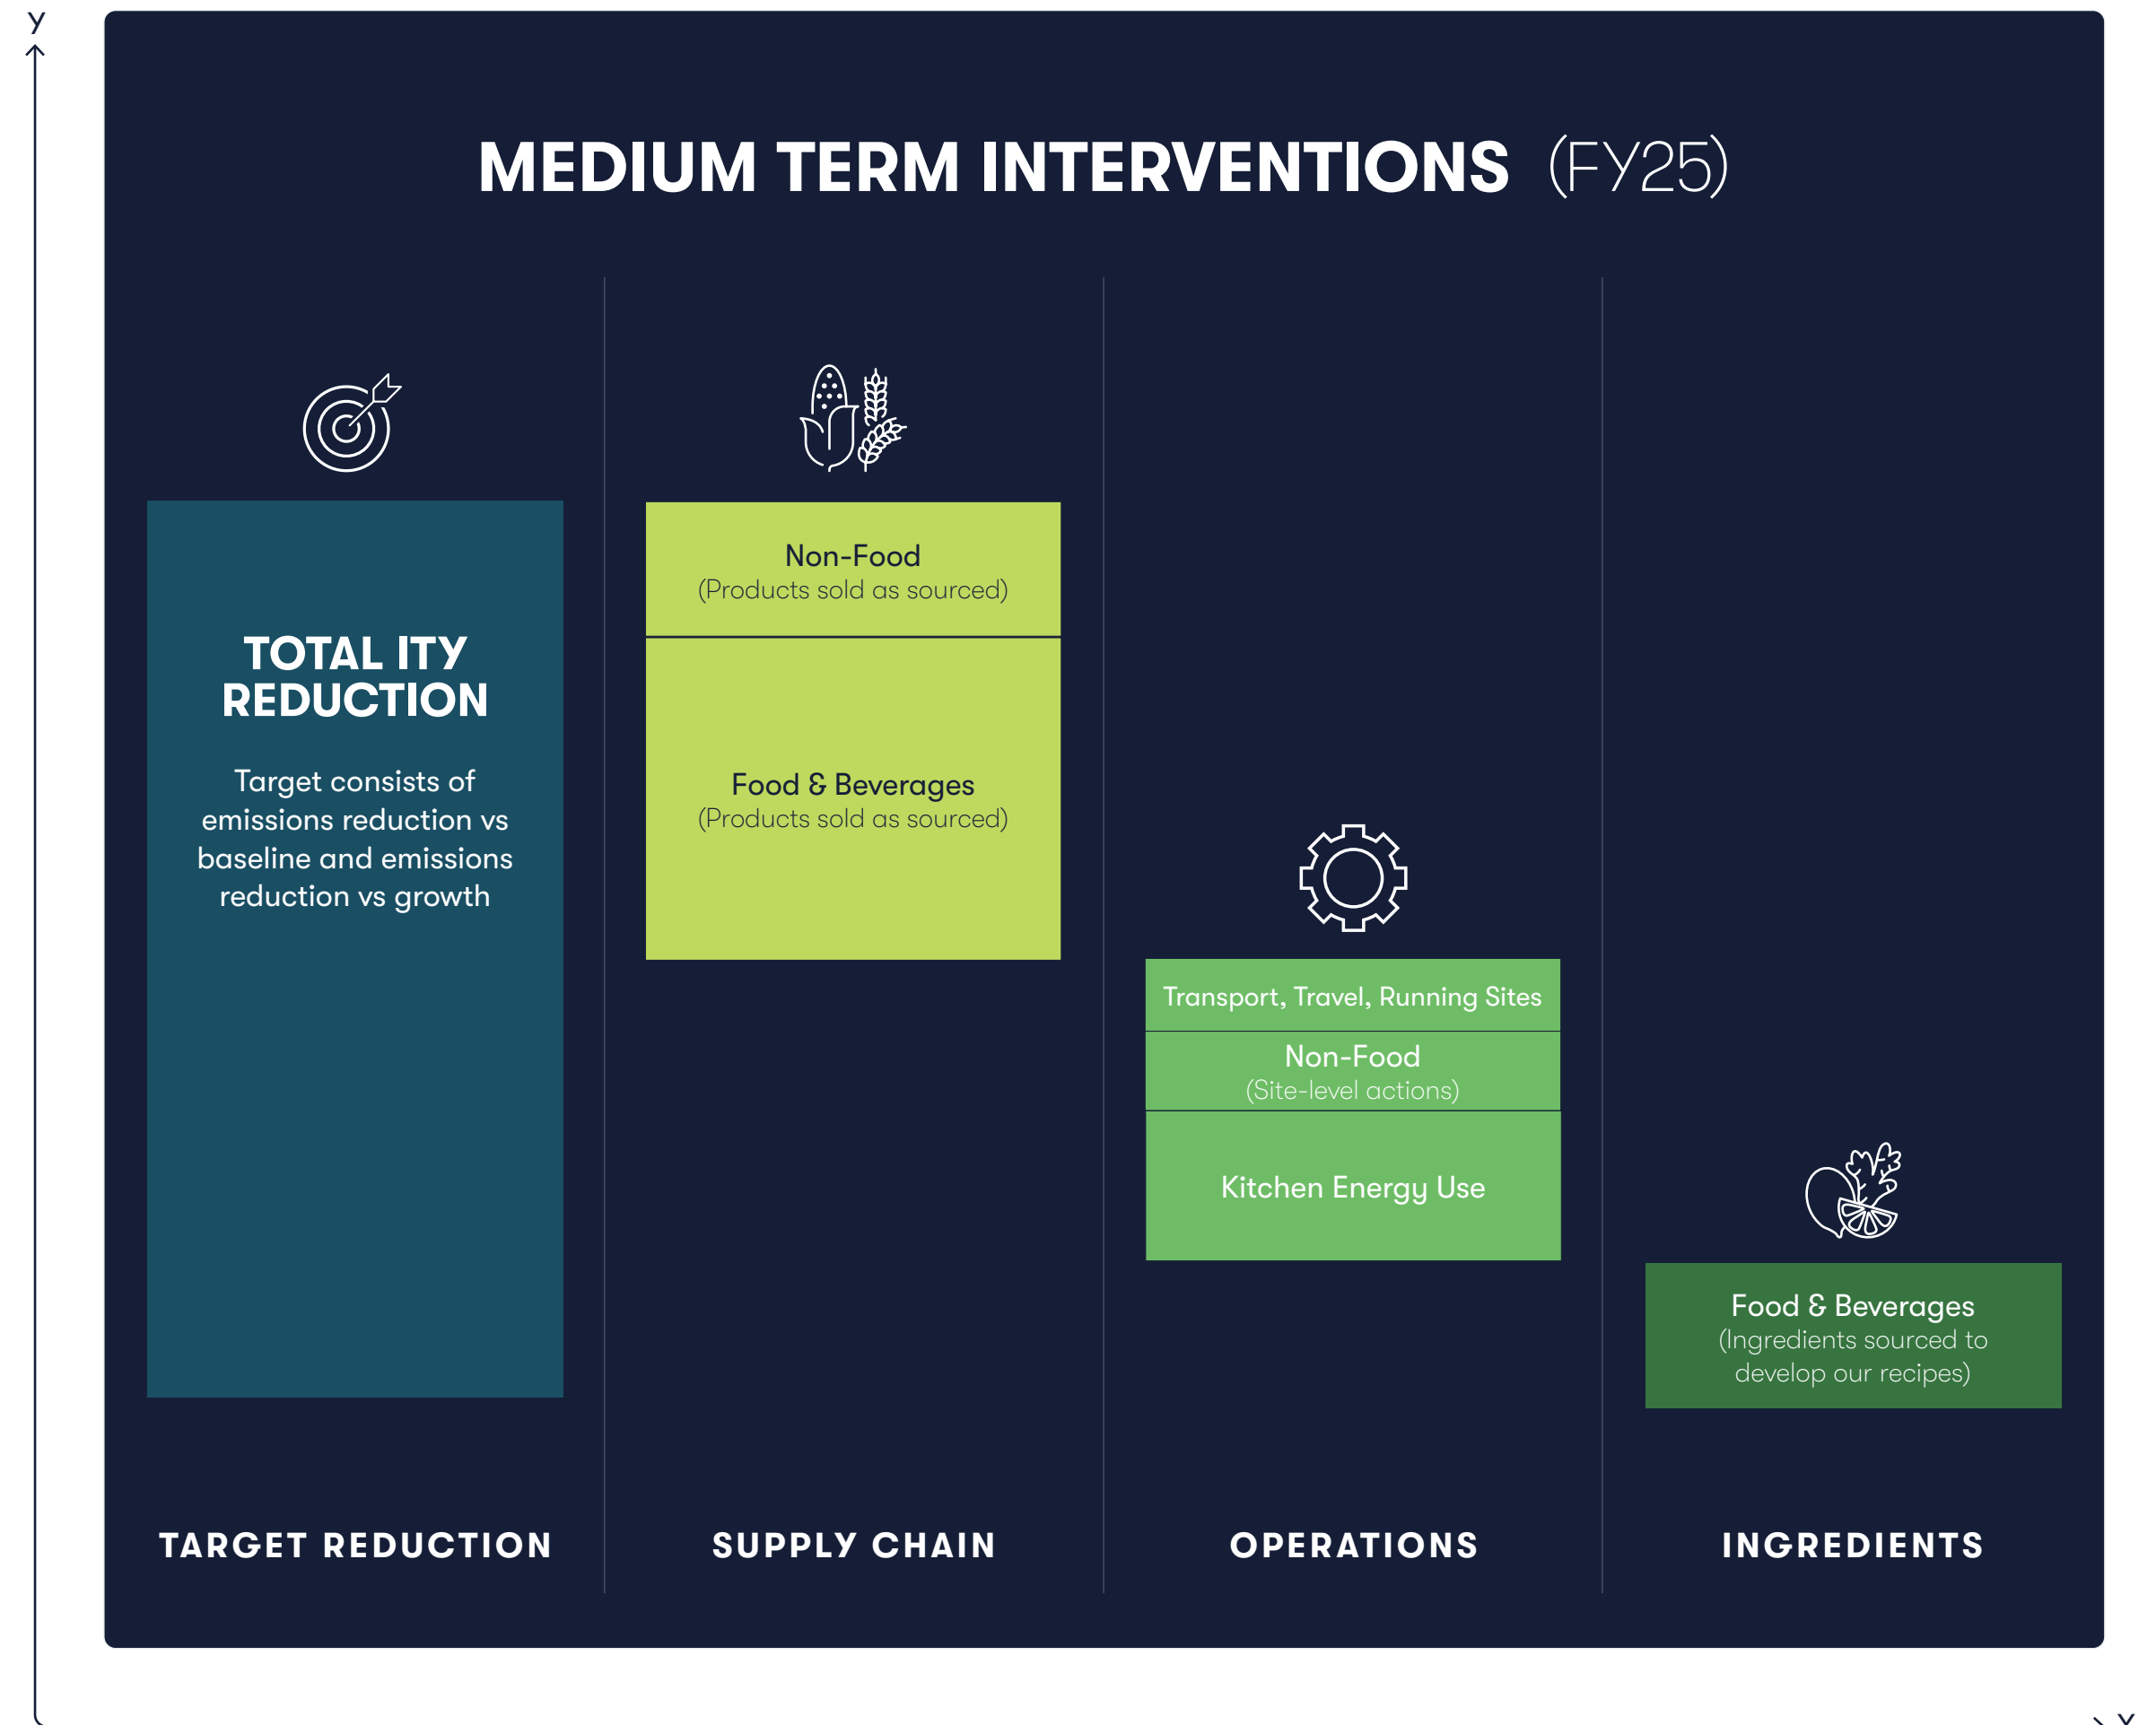 y
MEDIUM TERM INTERVENTIONS (FY25)
TOTAL ITY
REDUCTION
Target consists of
emissions reduction vs
baseline and emissions
reduction vs growth
Non-Food
(Products sold as sourced)
Food & Beverages
(Products sold as sourced)
Transport, Travel, Running Sites
Non-Food
(Site-level actions)
Kitchen Energy Use
Food & Beverages
(Ingredients sourced to
develop our recipes)
TARGET REDUCTION
SUPPLY CHAIN
OPERATIONS
INGREDIENTS